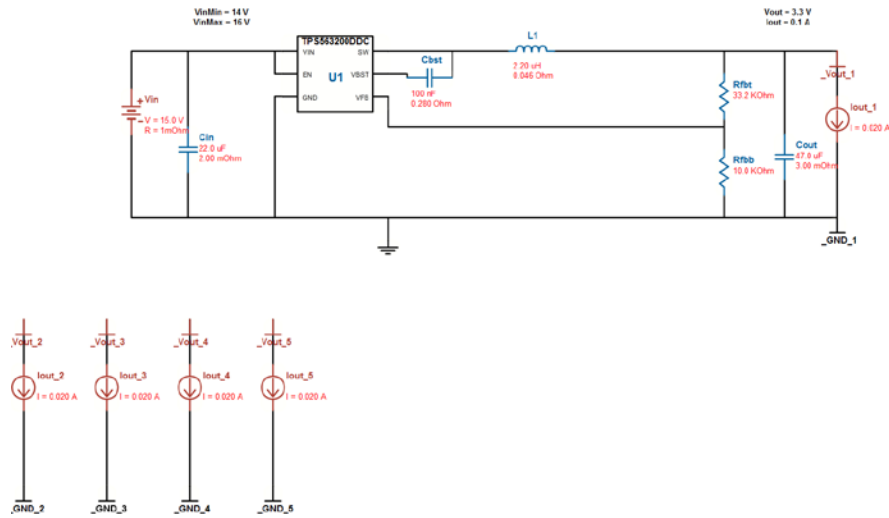 VinMin = 14 V
VinMax = 16 V
Vout = 3.3 V
Iout = 0.1 A
TPS563200DDC
VIN
SW
EN
VBST
GND
VFB
U1
Cbst
100 nF
0.280 Ohm
L1
2.20 uH
0.046 Ohm
Vin
V = 15.0 V
R = 1mOhm
Cin
22.0 uF
2.00 mOhm
Rfbt
33.2 KOhm
Rfbb
10.0 KOhm
Cout
47.0 uF
3.00 mOhm
_Vout_1
Iout_1
I = 0.020 A
_GND_1
_Vout_2
Iout_2
I = 0.020 A
_GND_2
_Vout_3
Iout_3
I = 0.020 A
_GND_3
_Vout_4
Iout_4
I = 0.020 A
_GND_4
_Vout_5
Iout_5
I = 0.020 A
_GND_5